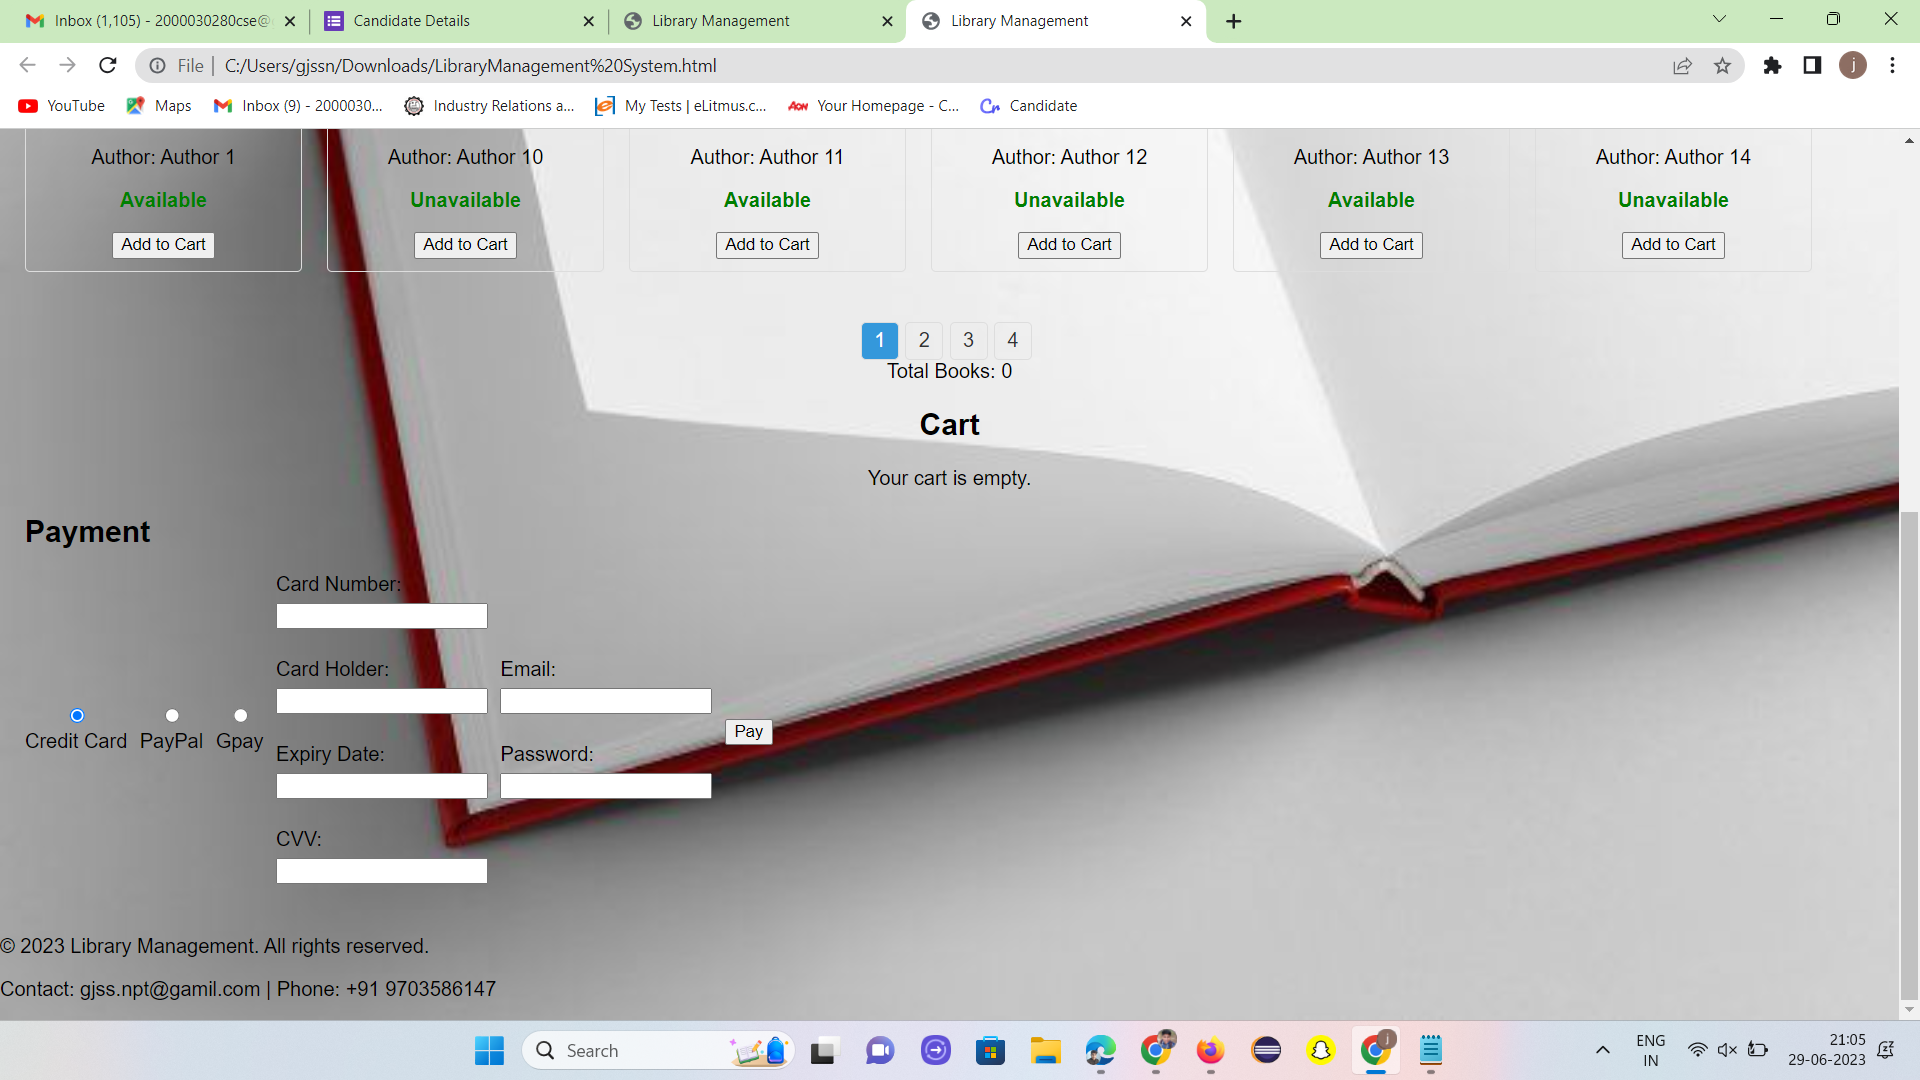 Inbox (1,105) - 2000030280cse@
Candidate Details
Library Management
Library Management
File
C:/Users/gjssn/Downloads/LibraryManagement%20System.html
j
YouTube
Maps
Inbox (9) - 2000030...
Industry Relations a...
My Tests | eLitmus.c...
AON
Your Homepage - C...
Candidate
Author: Author 1
Available
Add to Cart
Author: Author 10
Unavailable
Add to Cart
Author: Author 11
Available
Add to Cart
Author: Author 12
Unavailable
Add to Cart
Author: Author 13
Available
Add to Cart
Author: Author 14
Unavailable
Add to Cart
1 2 3 4
Total Books: 0
Cart
Your cart is empty.
Payment
Credit Card PayPal Gpay
Card Number:
Card Holder:
Expiry Date:
CVV:
Email:
Password:
Pay
© 2023 Library Management. All rights reserved.
Contact: gjss.npt@gamil.com | Phone: +91 9703586147
Search
j
ENG
IN
21:05
29-06-2023